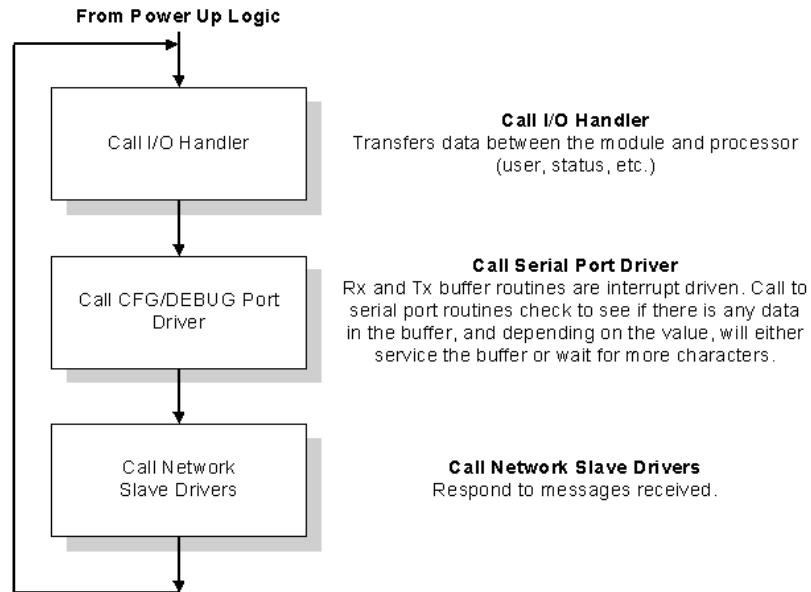 From Power Up Logic
Call I/O Handler
Call I/O Handler
Transfers data between the module and processor
(user, status, etc.)
Call CFG/DEBUG Port
Driver
Call Serial Port Driver
Rx and Tx buffer routines are interrupt driven. Call to
serial port routines check to see if there is any data
in the buffer, and depending on the value, will either
service the buffer or wait for more characters.
Call Network
Slave Drivers
Call Network Slave Drivers
Respond to messages received.